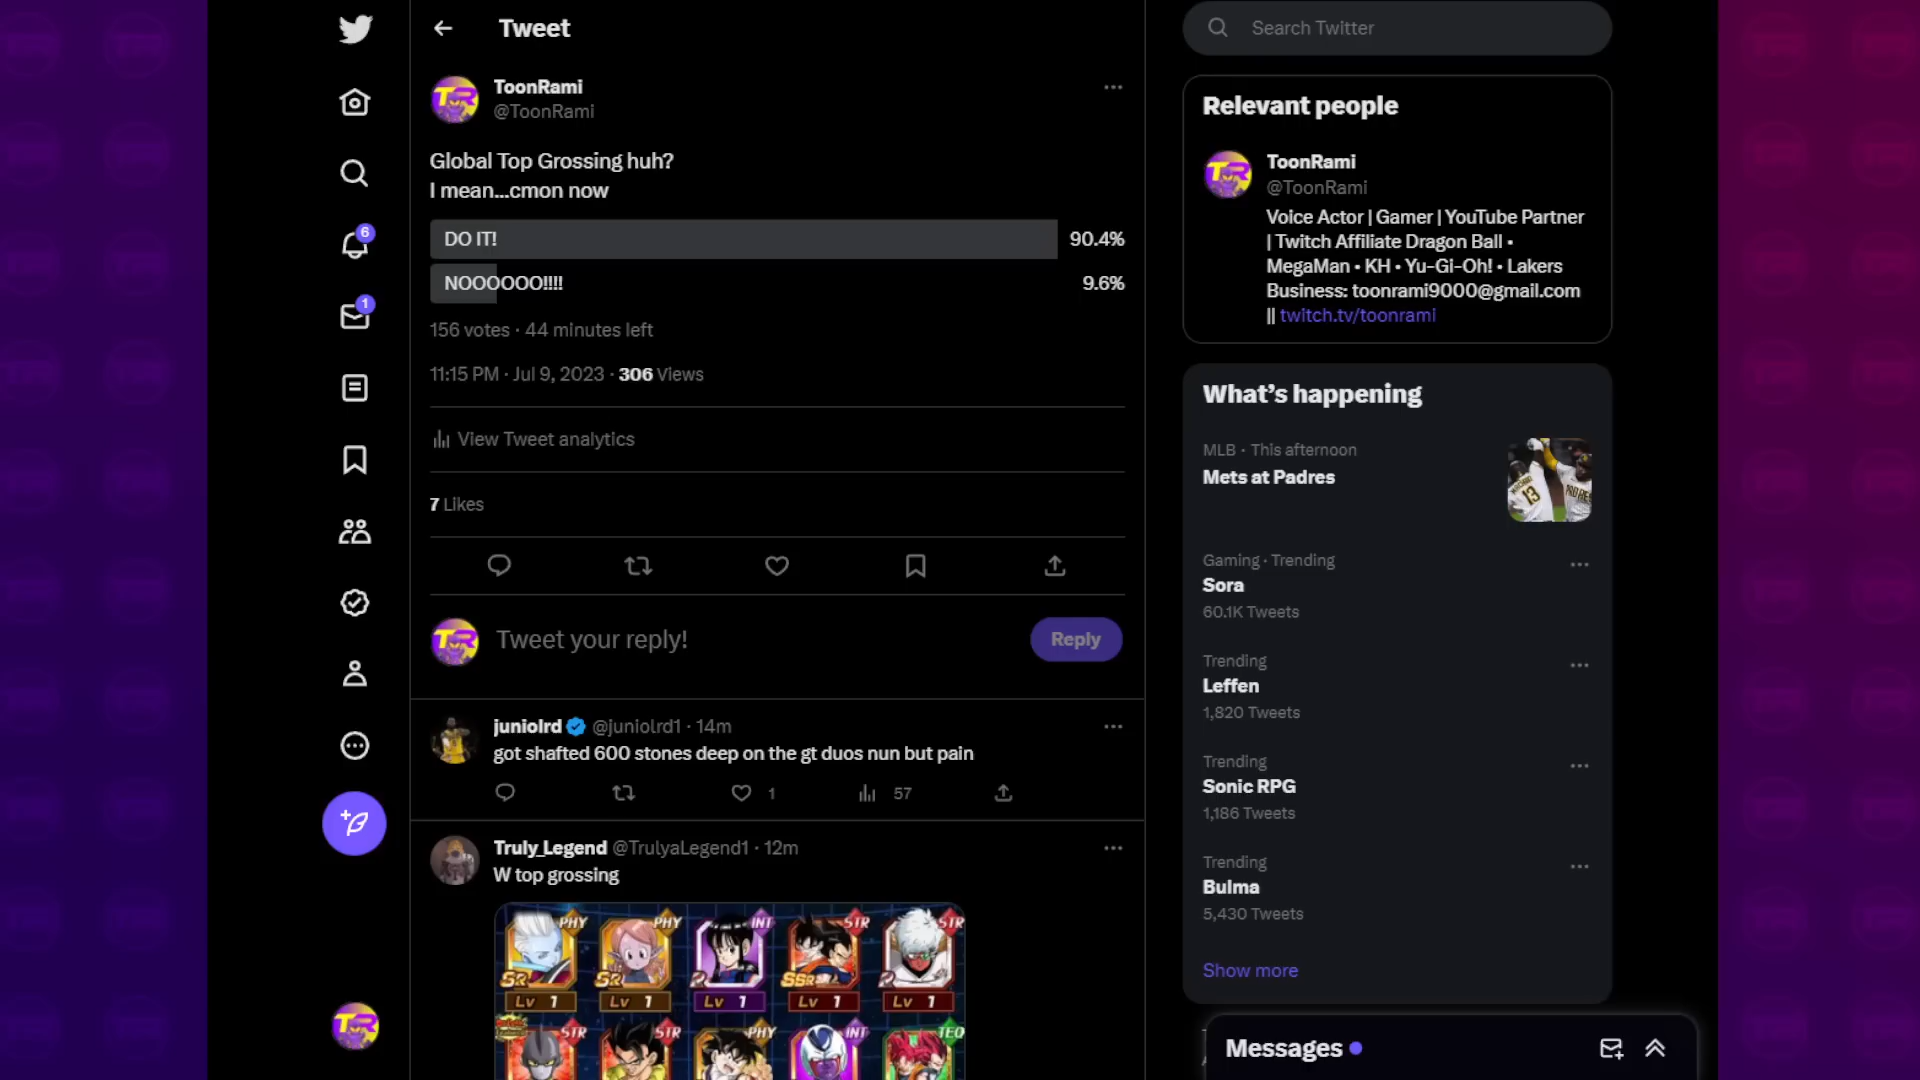 Tweet
ToonRami
@ToonRami
Global Top Grossing huh?
I mean...cmon now
DO IT! 90.4%
NOOOOOO!!!! 9.6%
156 votes · 44 minutes left
11:15 PM · Jul 9, 2023 · 306 Views
View Tweet analytics
7 Likes
TR
Tweet your reply!
Reply
juniolrd @juniolrd1 · 14m
got shafted 600 stones deep on the gt duos nun but pain
1 57
Truly_Legend @TrulyaLegend1 · 12m
W top grossing
PHY PHY INT STR STR
SR SR R SSR R
Lv 1 Lv 1 Lv 1 Lv 1 Lv 1
STR STR PHY INT TEQ
6
1
TR
Search Twitter
Relevant people
TR
ToonRami
@ToonRami
Voice Actor | Gamer | YouTube Partner
| Twitch Affiliate Dragon Ball •
MegaMan • KH • Yu-Gi-Oh! • Lakers
Business: toonrami9000@gmail.com
|| twitch.tv/toonrami
What's happening
MLB · This afternoon
Mets at Padres
13
Gaming · Trending
Sora
60.1K Tweets
Trending
Leffen
1,820 Tweets
Trending
Sonic RPG
1,186 Tweets
Trending
Bulma
5,430 Tweets
Show more
Messages